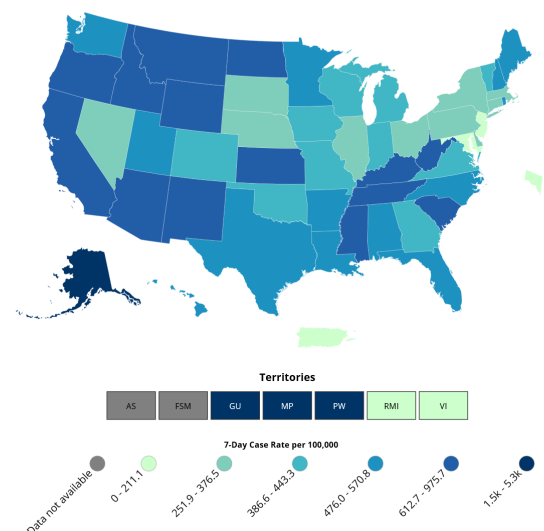 Territories
AS FSM GU MP PW RMI VI
7-Day Case Rate per 100,000
Data not available
0 - 211.1
251.9 - 376.5
386.6 - 443.3
476.0 - 570.8
612.7 - 975.7
1.5k - 5.3k